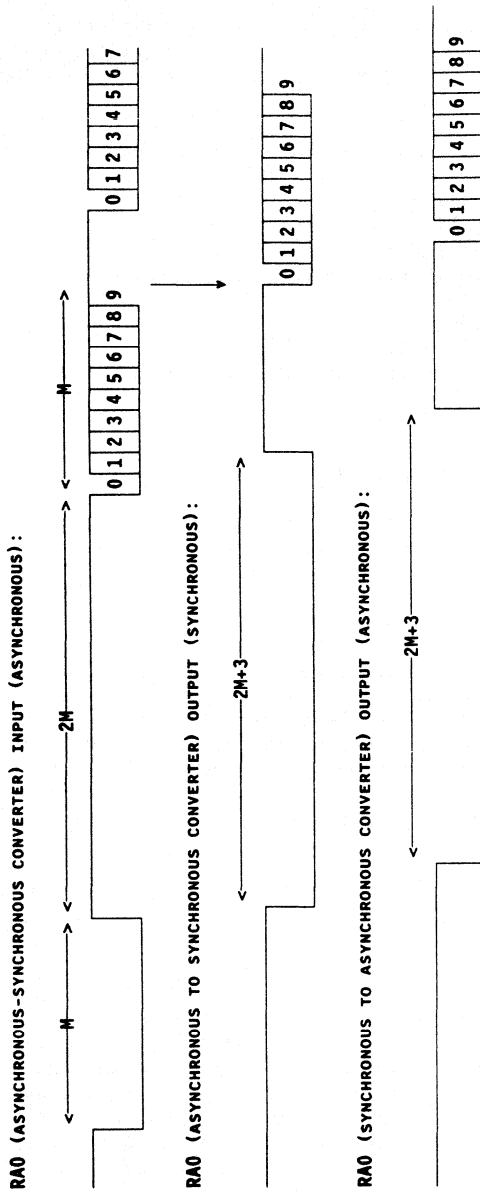 RA0 (ASYNCHRONOUS-SYNCHRONOUS CONVERTER) INPUT (ASYNCHRONOUS):
M
2M
M
0 1 2 3 4 5 6 7 8 9
0 1 2 3 4 5 6 7
RA0 (ASYNCHRONOUS TO SYNCHRONOUS CONVERTER) OUTPUT (SYNCHRONOUS):
2M+3
0 1 2 3 4 5 6 7 8 9
RA0 (SYNCHRONOUS TO ASYNCHRONOUS CONVERTER) OUTPUT (ASYNCHRONOUS):
2M+3
0 1 2 3 4 5 6 7 8 9